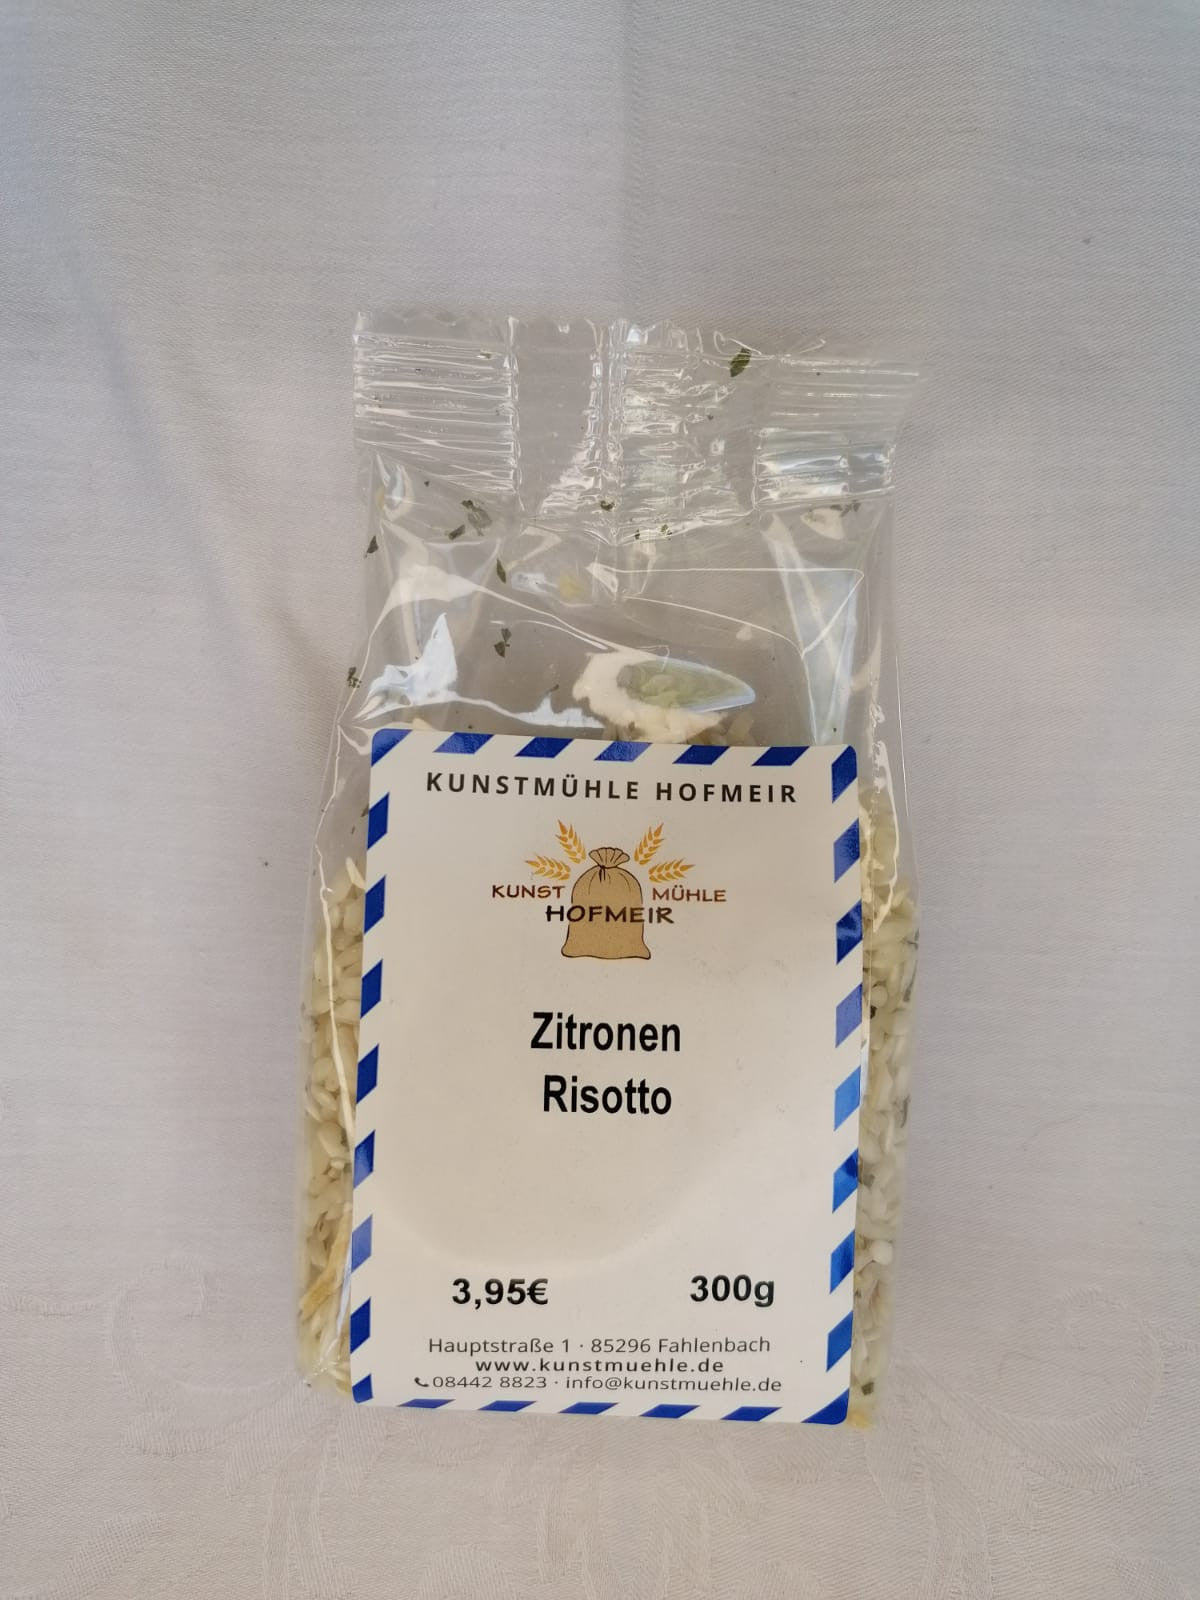 KUNSTMÜHLE HOFMEIR
KUNST MÜHLE
HOFMEIR
Zitronen
Risotto
3,95€ 300g
Hauptstraße 1 · 85296 Fahlenbach
www.kunstmuehle.de
08442 8823 · info@kunstmuehle.de